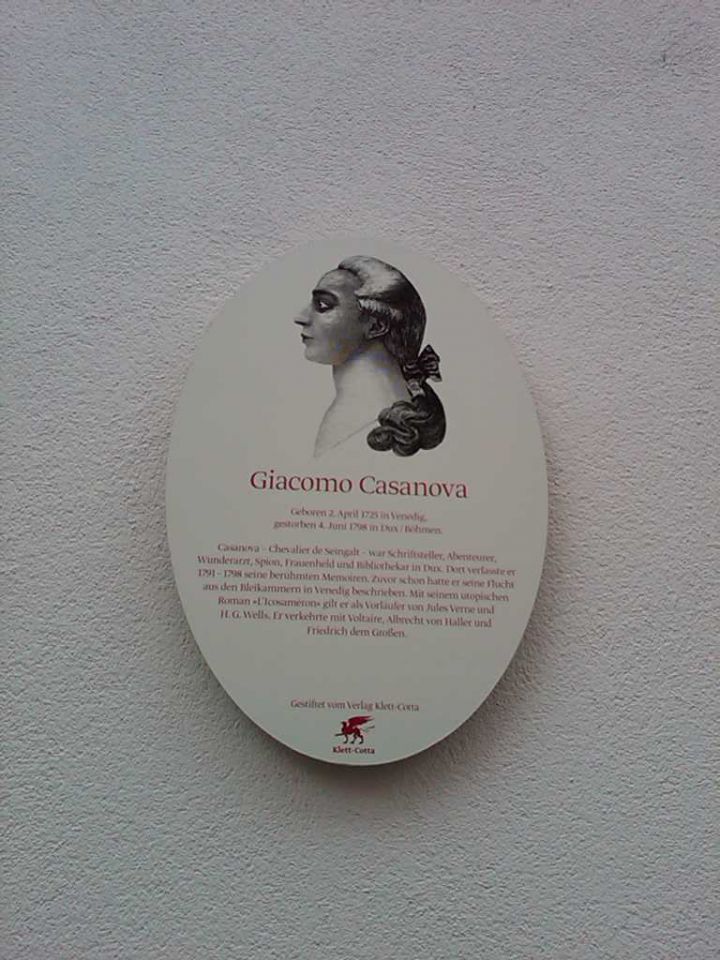 Giacomo Casanova
Geboren 2. April 1725 in Venedig,
gestorben 4. Juni 1798 in Dux / Böhmen.
Casanova – Chevalier de Seingalt – war Schriftsteller, Abenteurer,
Wunderarzt, Spion, Frauenheld und Bibliothekar in Dux. Dort verfasste er
1791 – 1798 seine berühmten Memoiren. Zuvor schon hatte er seine Flucht
aus den Bleikammern in Venedig beschrieben. Mit seinem utopischen
Roman »L'Icosameron« gilt er als Vorläufer von Jules Verne und
H. G. Wells. Er verkehrte mit Voltaire, Albrecht von Haller und
Friedrich dem Großen.
Gestiftet vom Verlag Klett-Cotta
Klett-Cotta